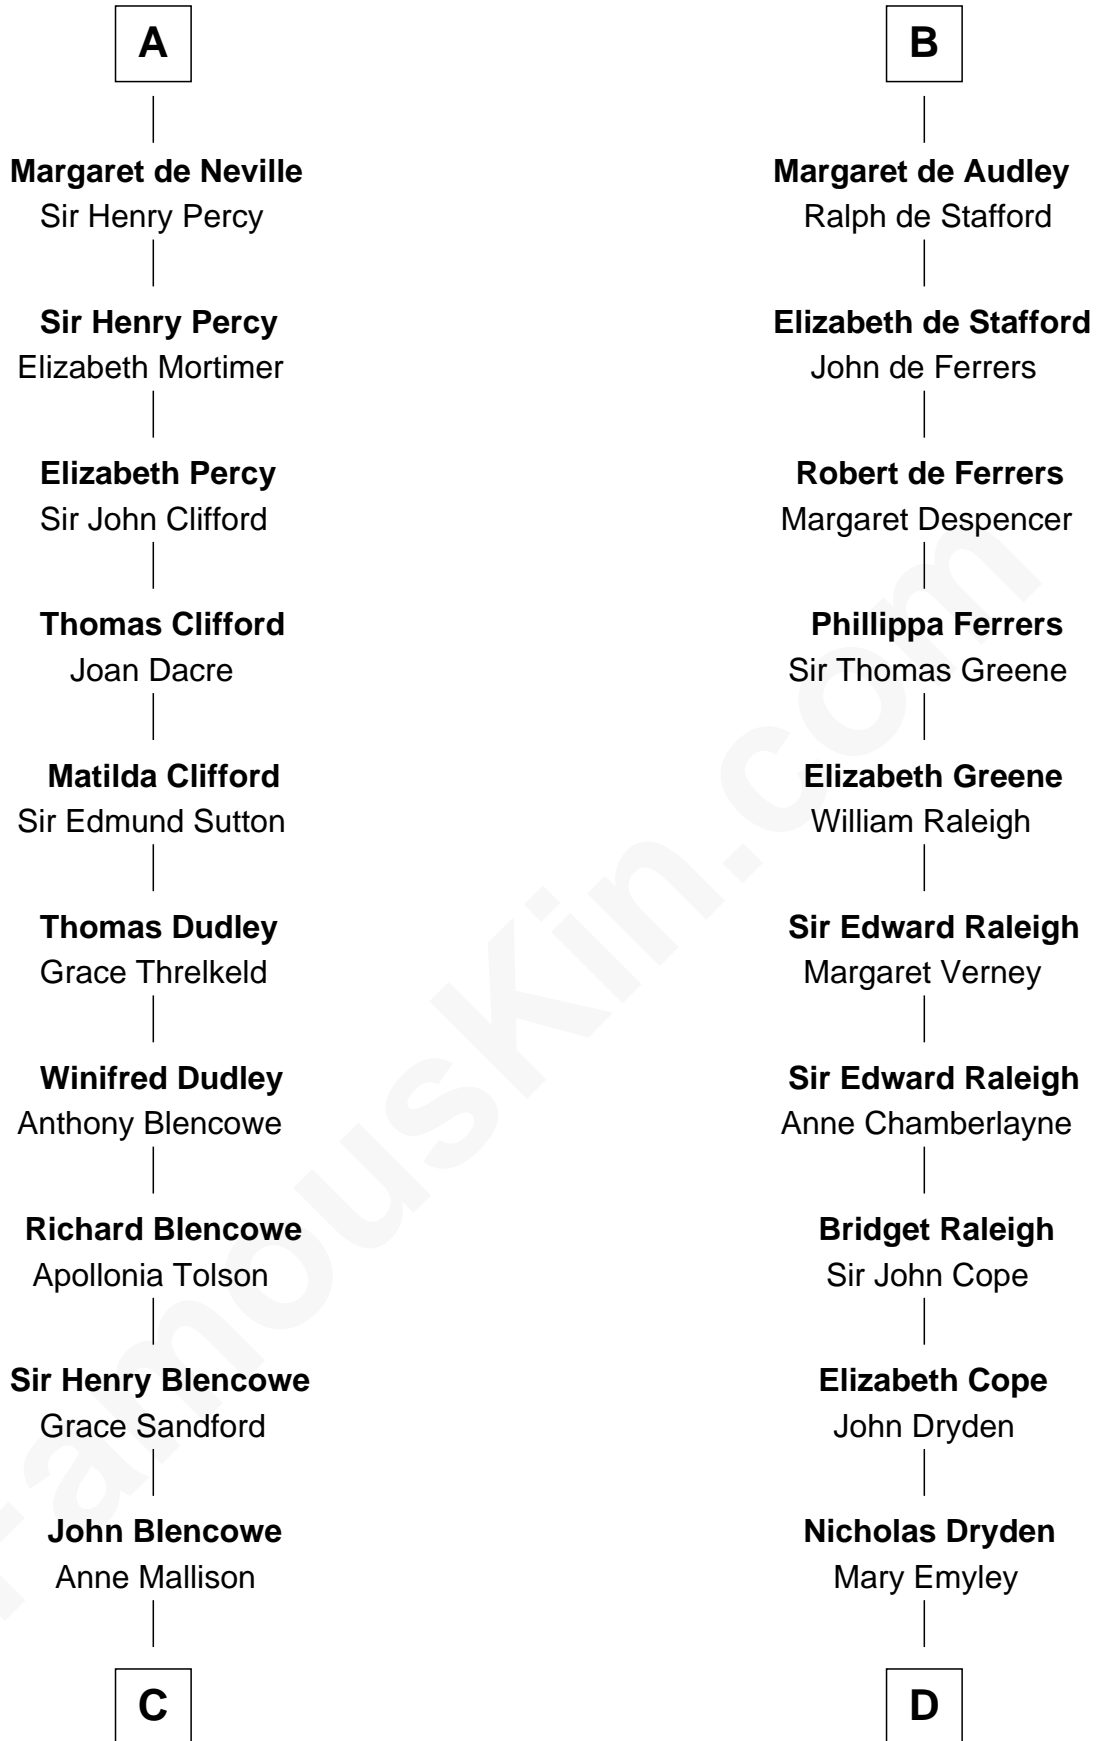 A
Margaret de Neville
Sir Henry Percy
Sir Henry Percy
Elizabeth Mortimer
Elizabeth Percy
Sir John Clifford
Thomas Clifford
Joan Dacre
Matilda Clifford
Sir Edmund Sutton
Thomas Dudley
Grace Threlkeld
Winifred Dudley
Anthony Blencowe
Richard Blencowe
Apollonia Tolson
Sir Henry Blencowe
Grace Sandford
John Blencowe
Anne Mallison
C
B
Margaret de Audley
Ralph de Stafford
Elizabeth de Stafford
John de Ferrers
Robert de Ferrers
Margaret Despencer
Phillippa Ferrers
Sir Thomas Greene
Elizabeth Greene
William Raleigh
Sir Edward Raleigh
Margaret Verney
Sir Edward Raleigh
Anne Chamberlayne
Bridget Raleigh
Sir John Cope
Elizabeth Cope
John Dryden
Nicholas Dryden
Mary Emyley
D
FamousKin.com